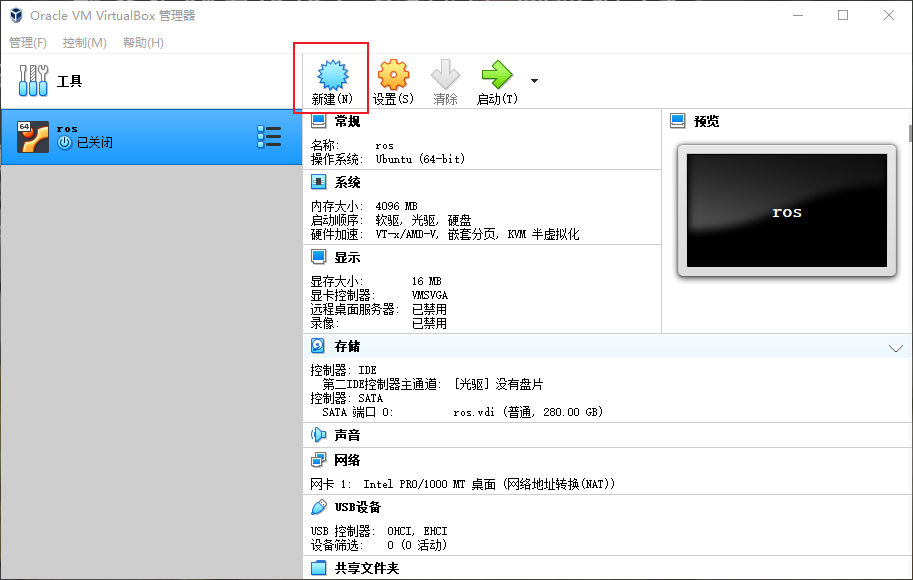 Oracle VM VirtualBox 管理器
管理(F) 控制(M) 帮助(H)
工具
新建(N) 设置(S) 清除 启动(T)
64
ros
已关闭
常规
名称: ros
操作系统: Ubuntu (64-bit)
系统
内存大小: 4096 MB
启动顺序: 软驱, 光驱, 硬盘
硬件加速: VT-x/AMD-V, 嵌套分页, KVM 半虚拟化
显示
显存大小: 16 MB
显卡控制器: VMSVGA
远程桌面服务器: 已禁用
录像: 已禁用
预览
ros
存储
控制器: IDE
第二IDE控制器主通道: [光驱] 没有盘片
控制器: SATA
SATA 端口 0: ros.vdi (普通, 280.00 GB)
声音
网络
网卡 1: Intel PRO/1000 MT 桌面 (网络地址转换(NAT))
USB设备
USB 控制器: OHCI, EHCI
设备筛选: 0 (0 活动)
共享文件夹